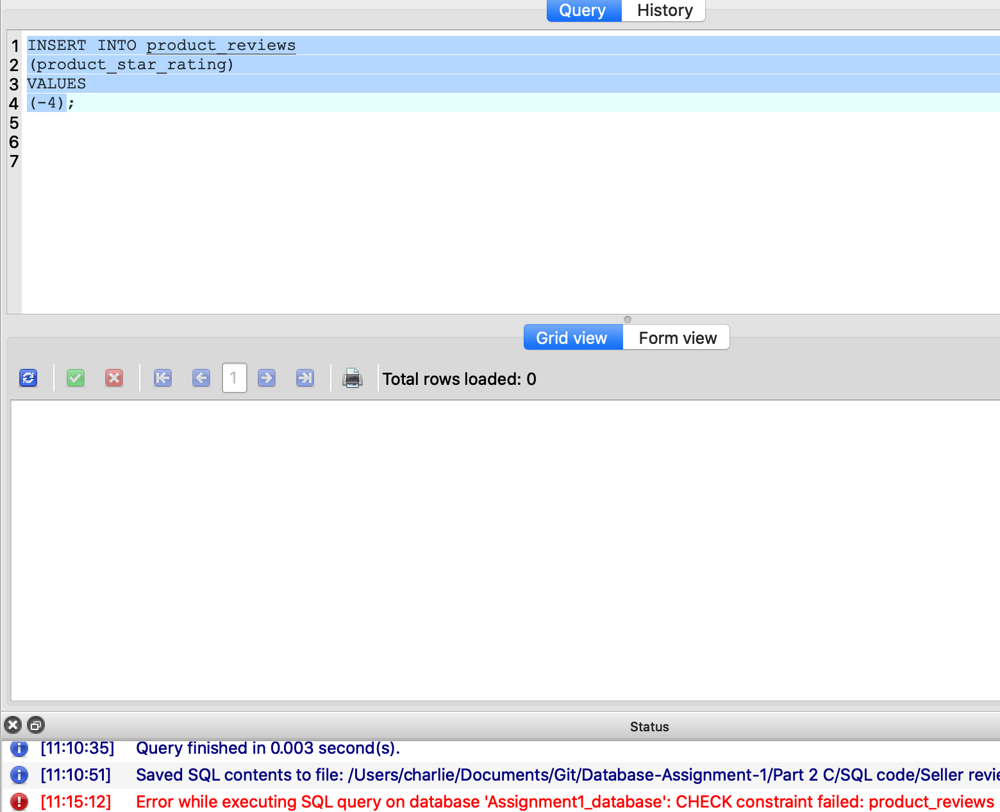 Query History
1 INSERT INTO product_reviews
2 (product_star_rating)
3 VALUES
4 (-4);
5
6
7
Grid view Form view
1 Total rows loaded: 0
Status
[11:10:35] Query finished in 0.003 second(s).
[11:10:51] Saved SQL contents to file: /Users/charlie/Documents/Git/Database-Assignment-1/Part 2 C/SQL code/Seller revie
[11:15:12] Error while executing SQL query on database 'Assignment1_database': CHECK constraint failed: product_reviews